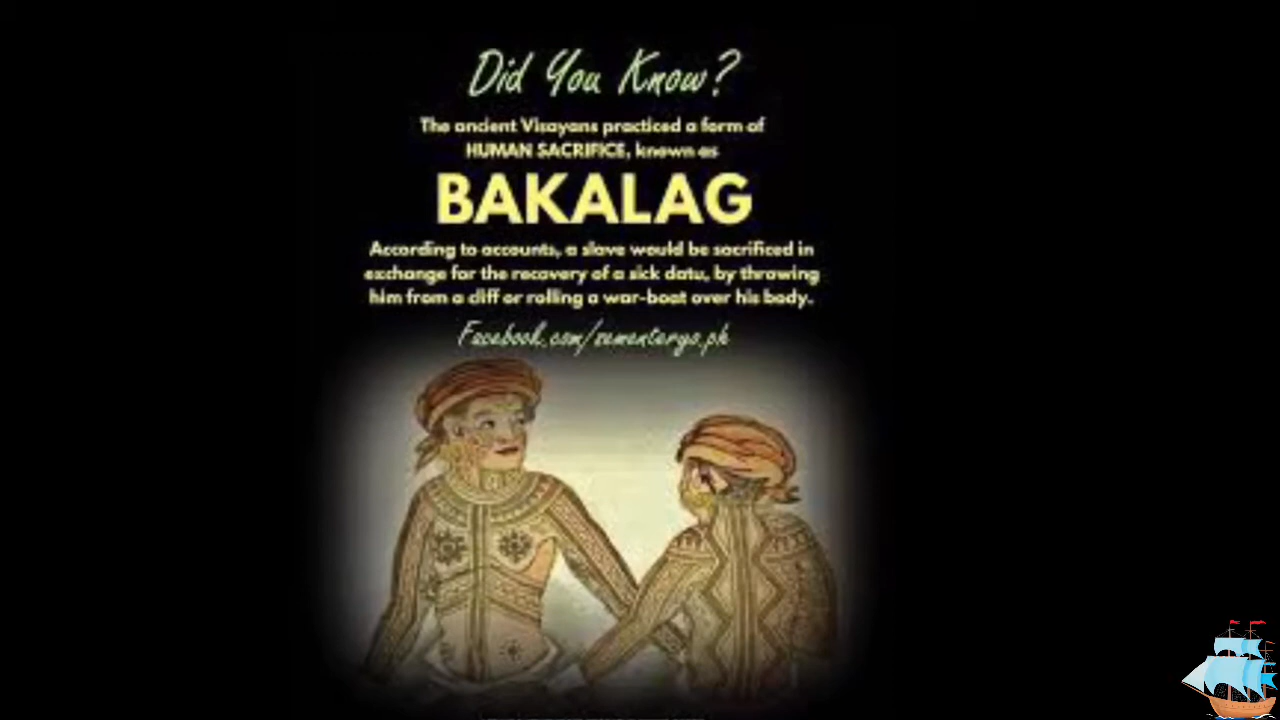 Did You Know?
The ancient Visayans practiced a form of
HUMAN SACRIFICE, known as
BAKALAG
According to accounts, a slave would be sacrificed in
exchange for the recovery of a sick datu, by throwing
him from a cliff or rolling a war-boat over his body.
Facebook.com/sementeryo.ph